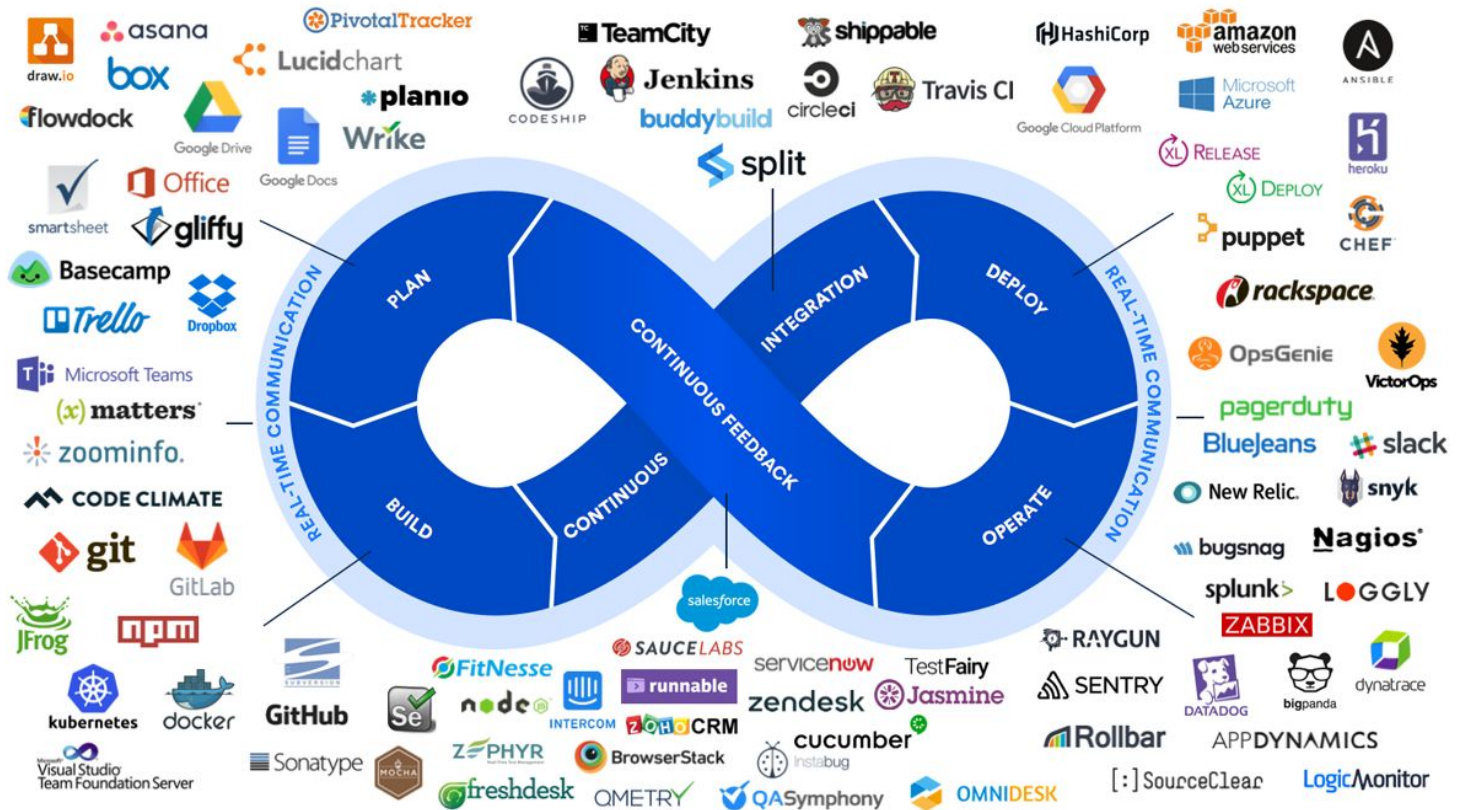 draw.io
asana
PivotalTracker
box
Lucidchart
flowdock
Google Drive
planio
Google Docs
Wrike
smartsheet
Office
gliffy
Basecamp
Trello
Dropbox
TC TeamCity
shippable
CODESHIP
Jenkins
buddybuild
circleci
Travis CI
split
HashiCorp
amazon
web services
ANSIBLE
Google Cloud Platform
Microsoft
Azure
XL RELEASE
heroku
XL DEPLOY
puppet
CHEF
rackspace
REAL-TIME COMMUNICATION
PLAN
BUILD
CONTINUOUS
INTEGRATION
CONTINUOUS FEEDBACK
DEPLOY
OPERATE
REAL-TIME COMMUNICATION
Microsoft Teams
(x)matters
zoominfo.
CODE CLIMATE
git
GitLab
JFrog
npm
kubernetes
docker
SUBVERSION
GitHub
Microsoft
Visual Studio
Team Foundation Server
Sonatype
OpsGenie
VictorOps
pagerduty
BlueJeans
slack
New Relic.
snyk
bugsnag
Nagios®
splunk>
LOGGLY
ZABBIX
RAYGUN
SENTRY
DATADOG
bigpanda
dynatrace
Rollbar
APPDYNAMICS
[:]SourceClear
LogicMonitor
salesforce
SAUCELABS
FitNesse
servicenow
TestFairy
Se
node
JS
INTERCOM
runnable
zendesk
Jasmine
ZOHO CRM
MOCHA
ZEPHYR
BrowserStack
instabug
cucumber
freshdesk
QMETRY
QASymphony
OMNIDESK